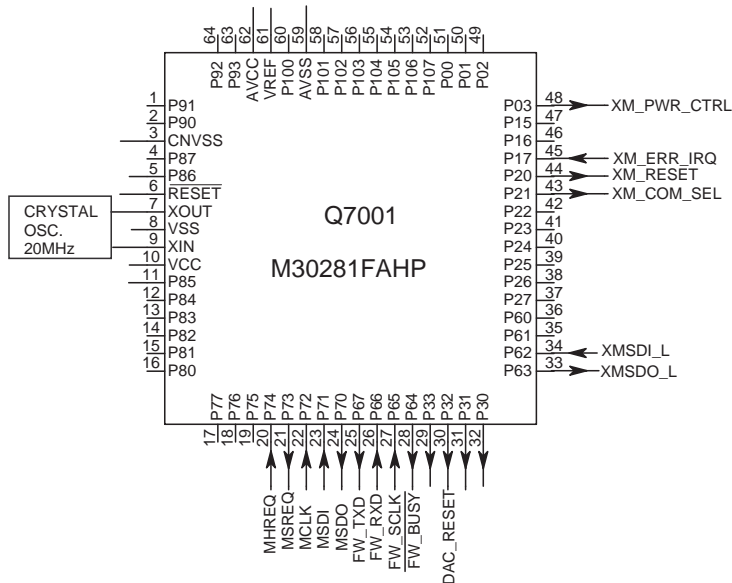 64 63 62 61 60 59 58 57 56 55 54 53 52 51 50 49
P92 P93 AVCC VREF P100 AVSS P101 P102 P103 P104 P105 P106 P107 P00 P01 P02
1 P91
2 P90
3 CNVSS
4 P87
5 P86
6 RESET
7 XOUT
8 VSS
9 XIN
10 VCC
11 P85
12 P84
13 P83
14 P82
15 P81
16 P80
CRYSTAL
OSC.
20MHz
Q7001
M30281FAHP
P03 48 XM_PWR_CTRL
P15 47
P16 46
P17 45 XM_ERR_IRQ
P20 44 XM_RESET
P21 43 XM_COM_SEL
P22 42
P23 41
P24 40
P25 39
P26 38
P27 37
P60 36
P61 35
P62 34 XMSDI_L
P63 33 XMSDO_L
P77 P76 P75 P74 P73 P72 P71 P70 P67 P66 P65 P64 P33 P32 P31 P30
17 18 19 20 21 22 23 24 25 26 27 28 29 30 31 32
MHREQ MSREQ MCLK MSDI MSDO FW_TXD FW_RXD FW_SCLK FW_BUSY DAC_RESET